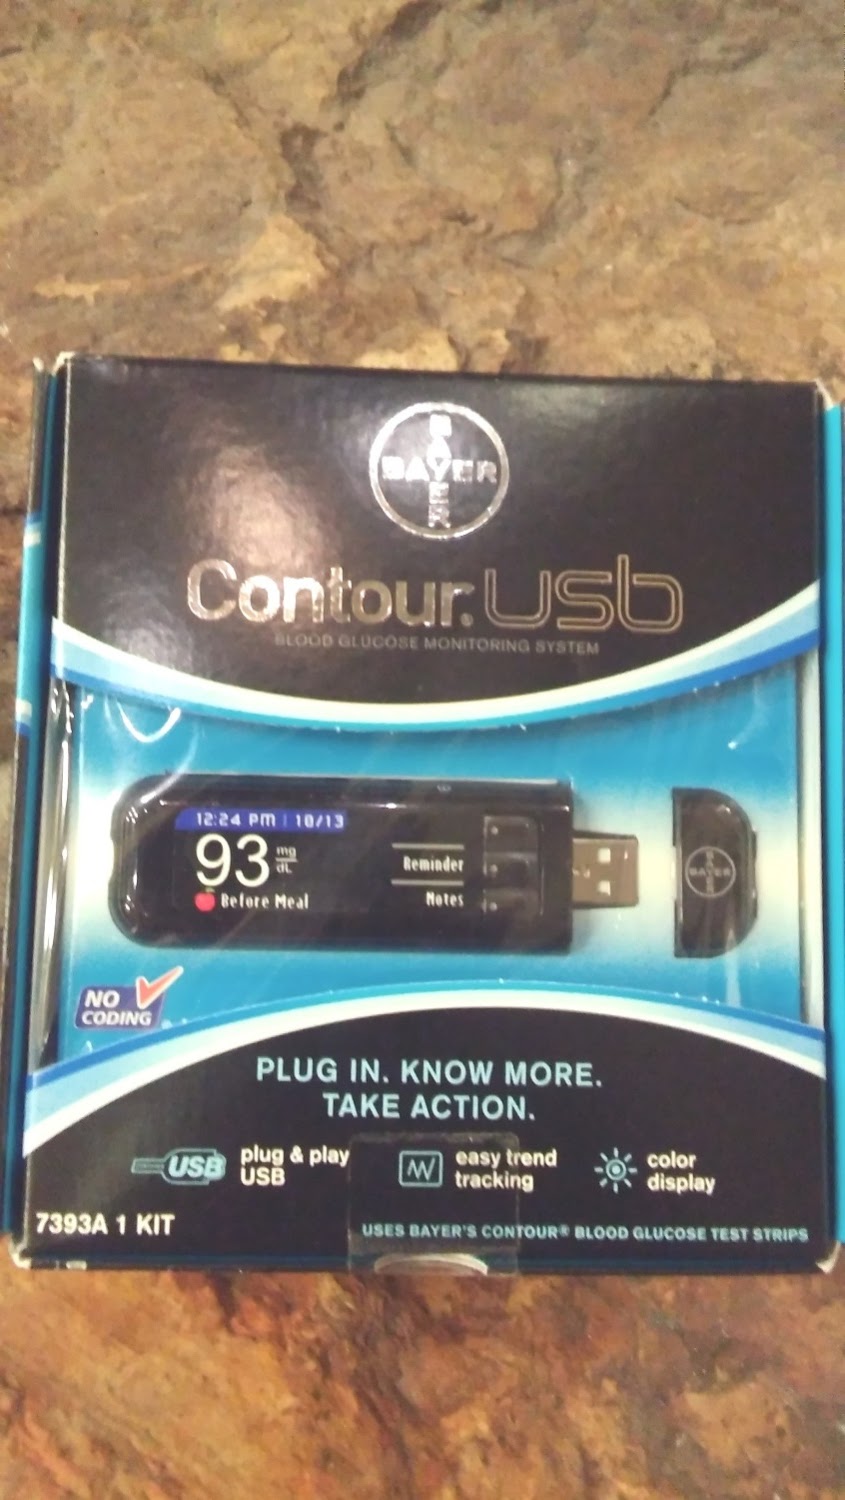 BAYER
BAYER
Contour. USB
BLOOD GLUCOSE MONITORING SYSTEM
12:24 PM | 10/13
93 mg/dL
Reminder
Before Meal
Notes
BAYER
BAYER
NO
CODING
PLUG IN. KNOW MORE.
TAKE ACTION.
USB
plug & play
USB
easy trend
tracking
color
display
7393A 1 KIT
USES BAYER'S CONTOUR® BLOOD GLUCOSE TEST STRIPS